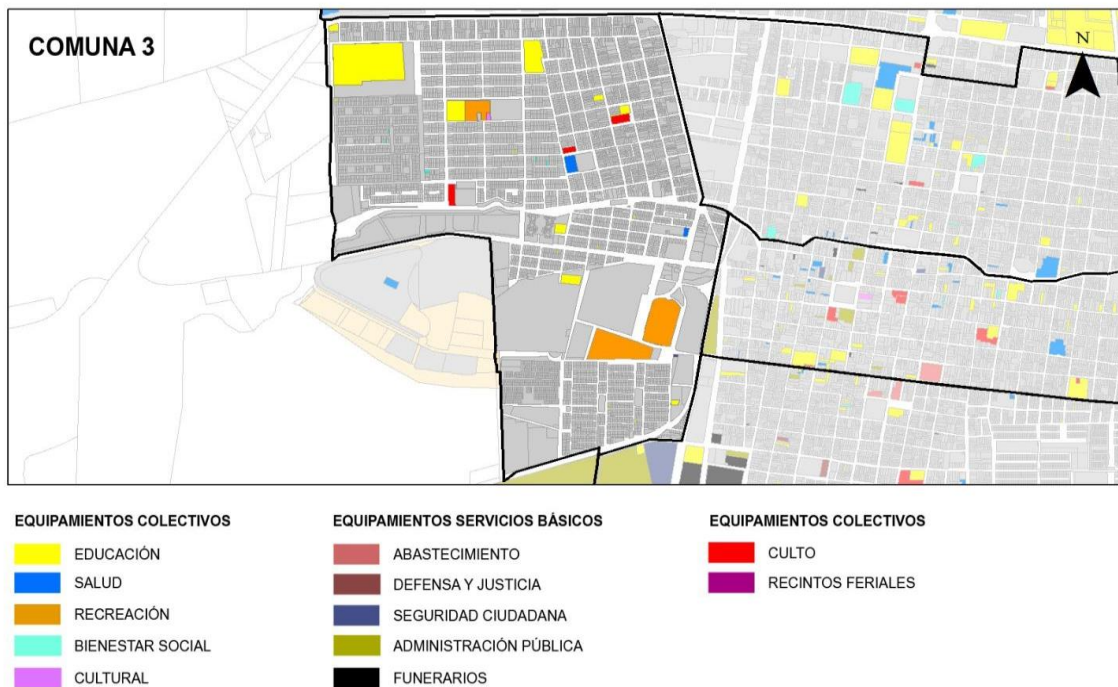 COMUNA 3
N
EQUIPAMIENTOS COLECTIVOS
EDUCACIÓN
SALUD
RECREACIÓN
BIENESTAR SOCIAL
CULTURAL
EQUIPAMIENTOS SERVICIOS BÁSICOS
ABASTECIMIENTO
DEFENSA Y JUSTICIA
SEGURIDAD CIUDADANA
ADMINISTRACIÓN PÚBLICA
FUNERARIOS
EQUIPAMIENTOS COLECTIVOS
CULTO
RECINTOS FERIALES